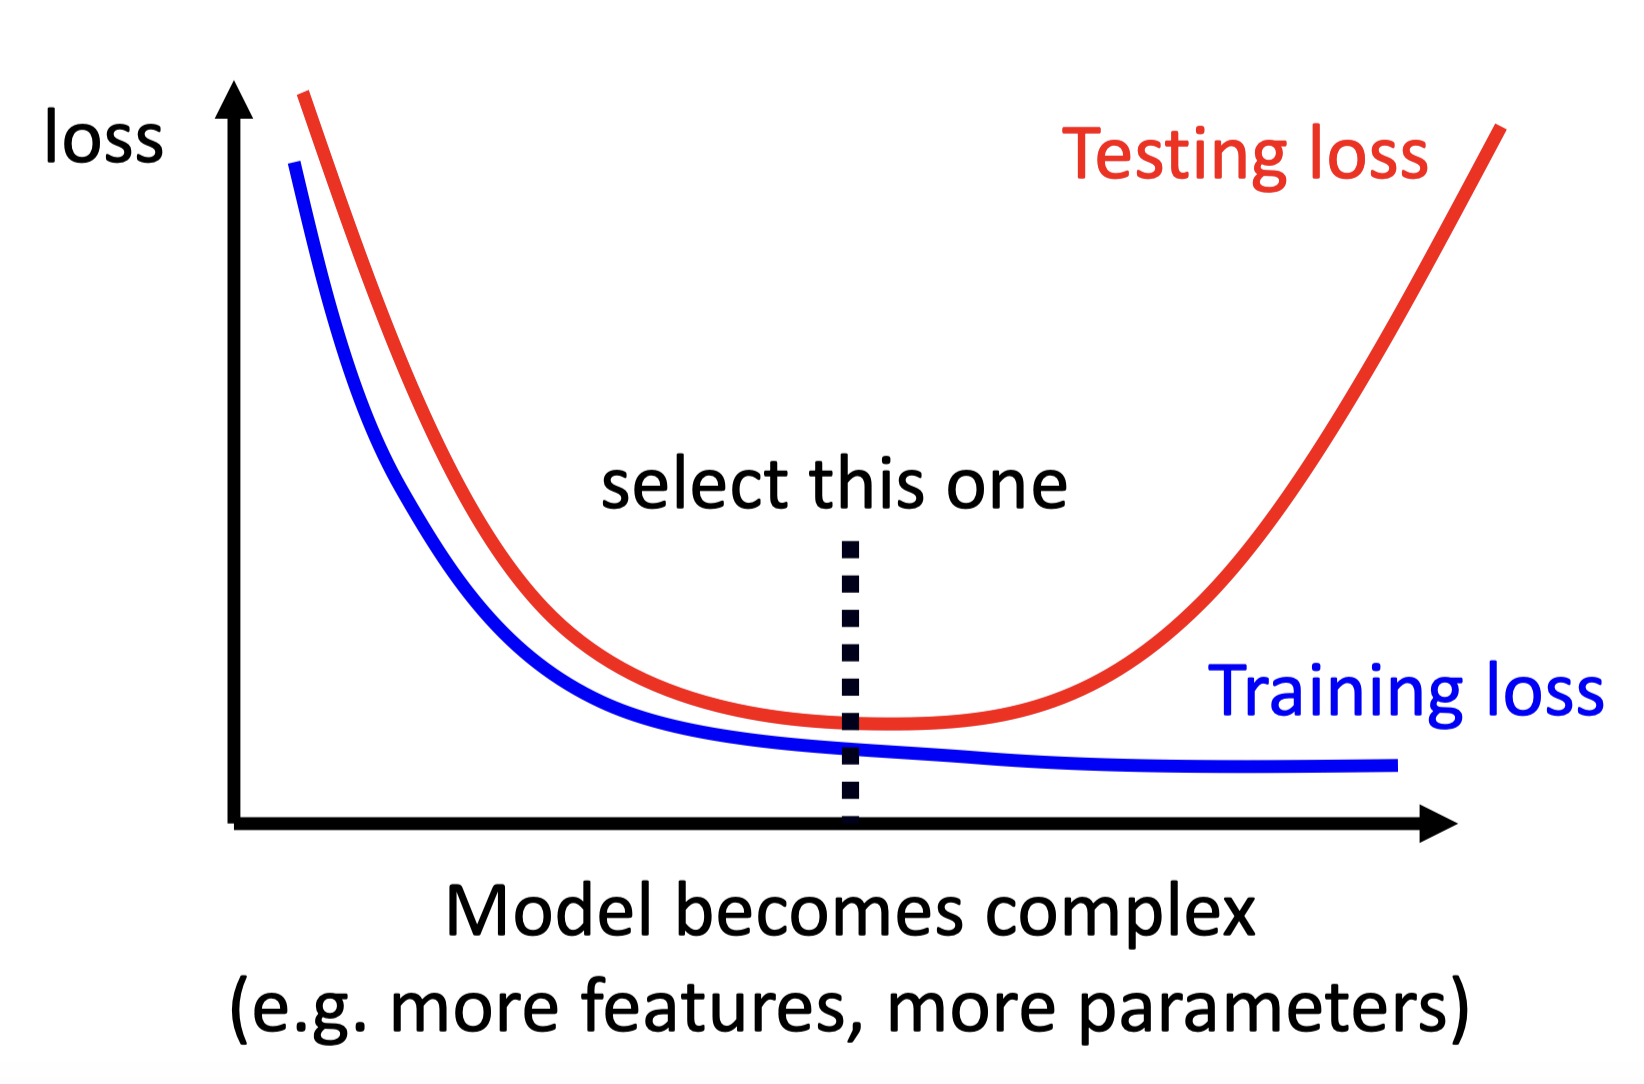 loss
Testing loss
select this one
Training loss
Model becomes complex
(e.g. more features, more parameters)